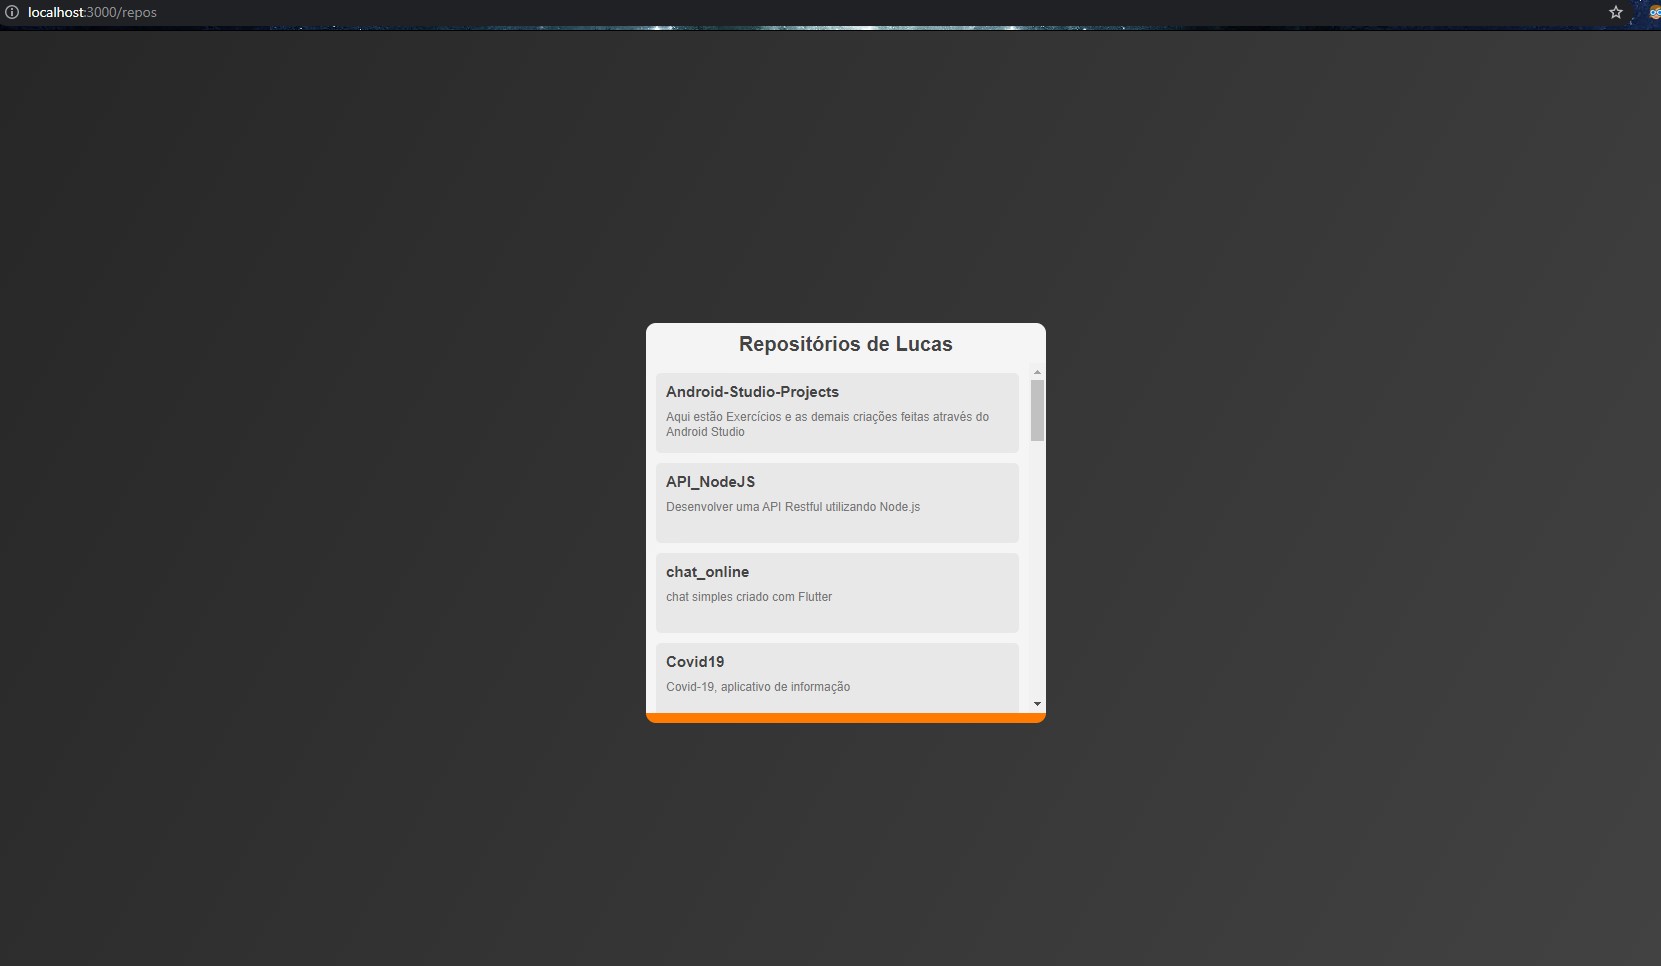 localhost:3000/repos
Repositórios de Lucas
Android-Studio-Projects
Aqui estão Exercícios e as demais criações feitas através do
Android Studio
API_NodeJS
Desenvolver uma API Restful utilizando Node.js
chat_online
chat simples criado com Flutter
Covid19
Covid-19, aplicativo de informação